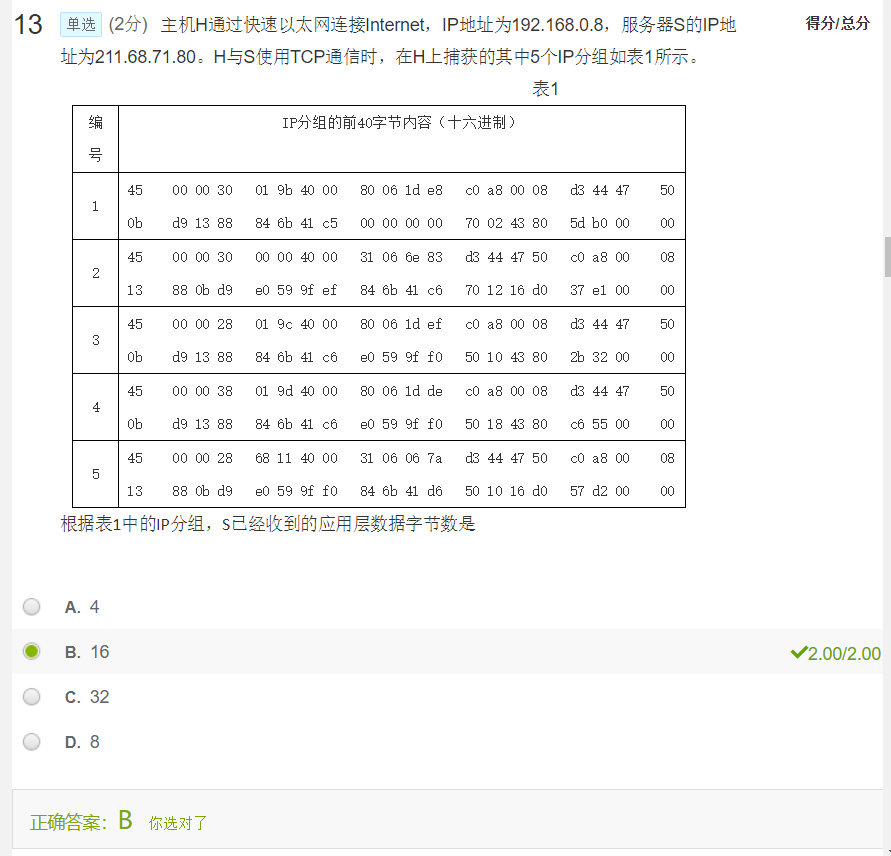 13 单选 (2分) 主机H通过快速以太网连接Internet，IP地址为192.168.0.8，服务器S的IP地 得分/总分
址为211.68.71.80。H与S使用TCP通信时，在H上捕获的其中5个IP分组如表1所示。
表1
编号 IP分组的前40字节内容（十六进制）
1 45 00 00 30 01 9b 40 00 80 06 1d e8 c0 a8 00 08 d3 44 47 50
0b d9 13 88 84 6b 41 c5 00 00 00 00 70 02 43 80 5d b0 00 00
2 45 00 00 30 00 00 40 00 31 06 6e 83 d3 44 47 50 c0 a8 00 08
13 88 0b d9 e0 59 9f ef 84 6b 41 c6 70 12 16 d0 37 e1 00 00
3 45 00 00 28 01 9c 40 00 80 06 1d ef c0 a8 00 08 d3 44 47 50
0b d9 13 88 84 6b 41 c6 e0 59 9f f0 50 10 43 80 2b 32 00 00
4 45 00 00 38 01 9d 40 00 80 06 1d de c0 a8 00 08 d3 44 47 50
0b d9 13 88 84 6b 41 c6 e0 59 9f f0 50 18 43 80 c6 55 00 00
5 45 00 00 28 68 11 40 00 31 06 06 7a d3 44 47 50 c0 a8 00 08
13 88 0b d9 e0 59 9f f0 84 6b 41 d6 50 10 16 d0 57 d2 00 00
根据表1中的IP分组，S已经收到的应用层数据字节数是
A. 4
B. 16 2.00/2.00
C. 32
D. 8
正确答案：B 你选对了